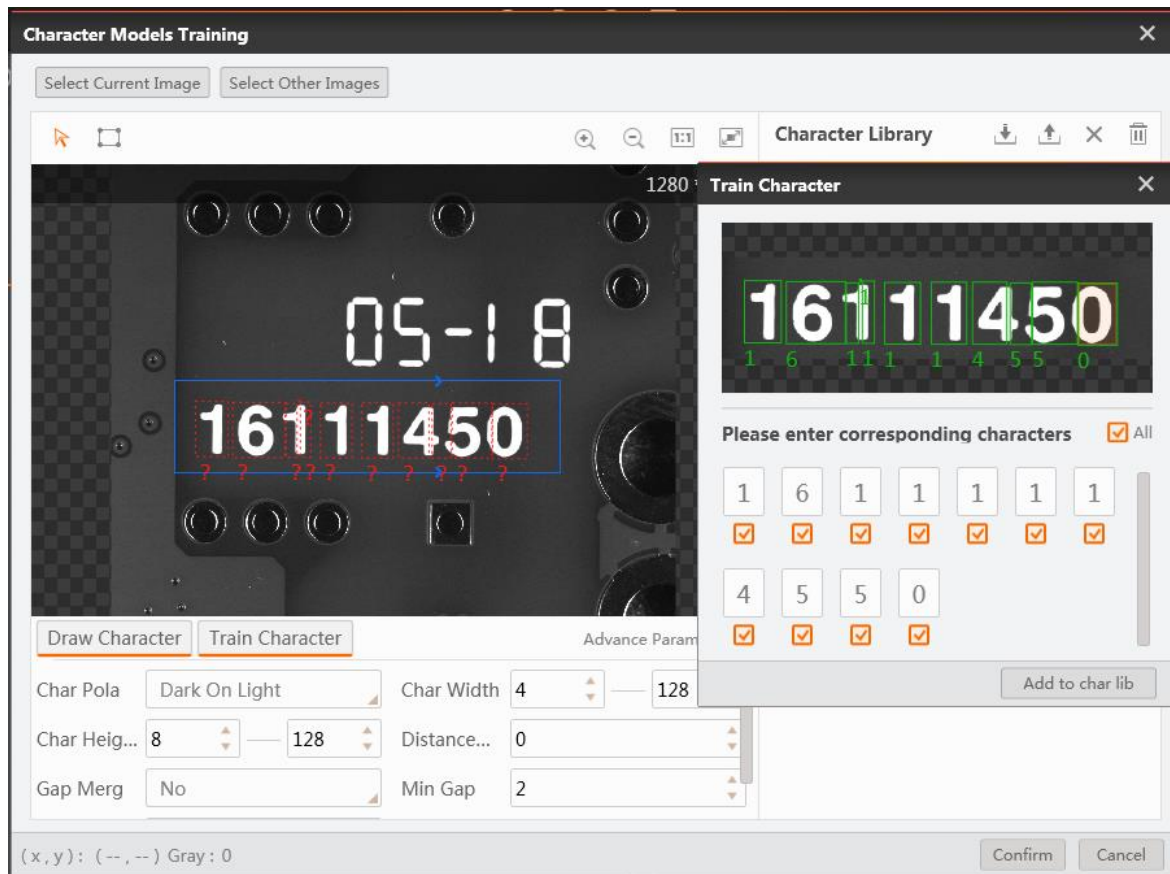 Character Models Training
Select Current Image
Select Other Images
1:1
Character Library
1280
Train Character
05-18
16111450
? ? ?? ? ? ? ?? ?
16111450
1 6 11 1 1 4 5 5 0
Please enter corresponding characters
All
1 6 1 1 1 1 1
4 5 5 0
Add to char lib
Draw Character
Train Character
Advance Param
Char Pola
Dark On Light
Char Width
4
128
Char Heig...
8
128
Distance...
0
Gap Merg
No
Min Gap
2
(x,y): (--,--) Gray: 0
Confirm
Cancel